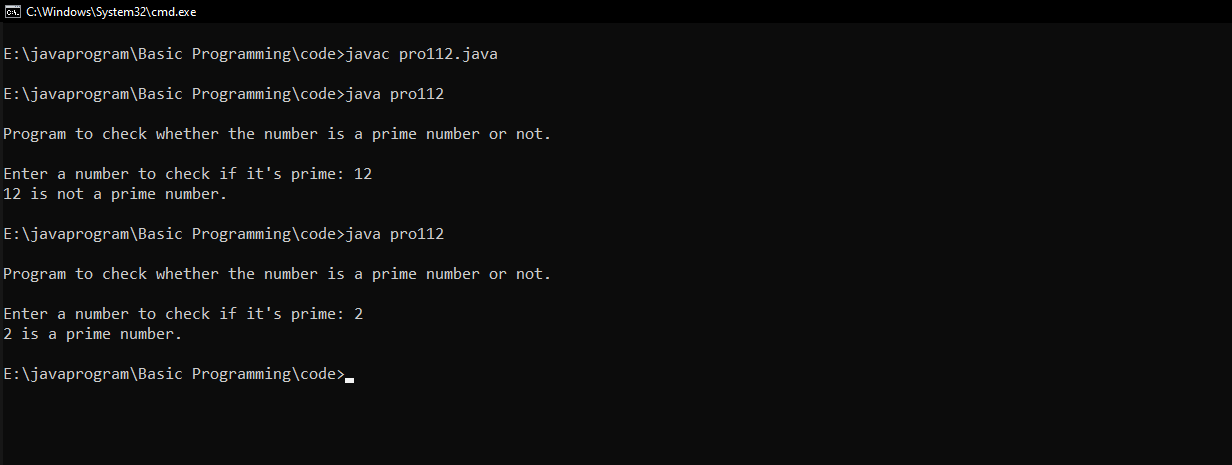 C:\Windows\System32\cmd.exe
E:\javaprogram\Basic Programming\code>javac pro112.java
E:\javaprogram\Basic Programming\code>java pro112
Program to check whether the number is a prime number or not.
Enter a number to check if it's prime: 12
12 is not a prime number.
E:\javaprogram\Basic Programming\code>java pro112
Program to check whether the number is a prime number or not.
Enter a number to check if it's prime: 2
2 is a prime number.
E:\javaprogram\Basic Programming\code>